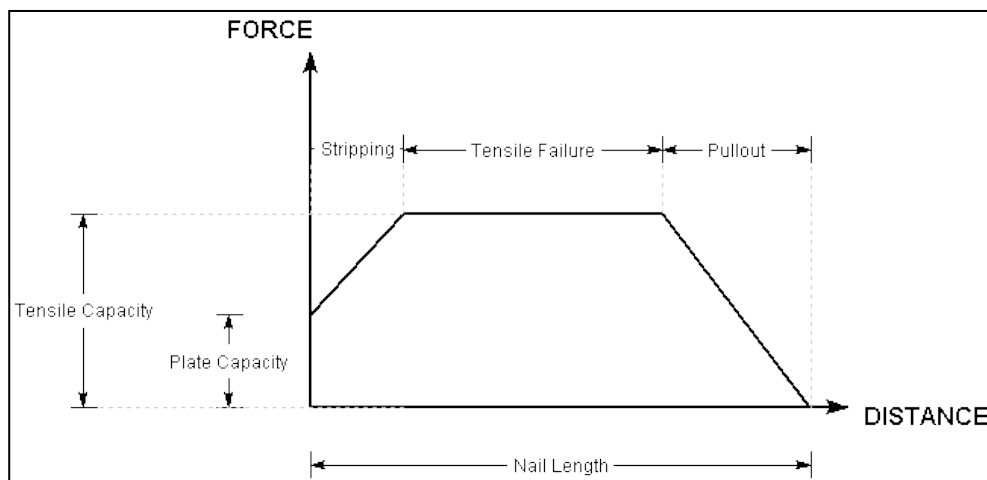 FORCE
Stripping
Tensile Failure
Pullout
Tensile Capacity
Plate Capacity
DISTANCE
Nail Length